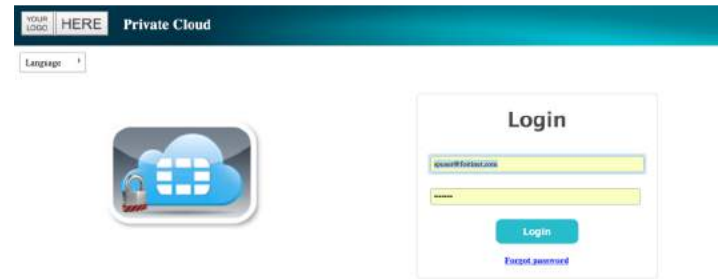 YOUR LOGO HERE
Private Cloud
Language
Login
Login
Forgot password